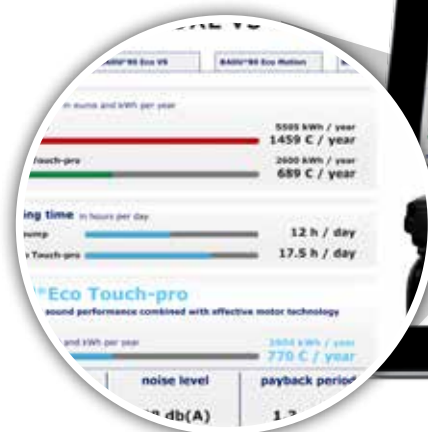 BADU®90 Eco VS BADU®90 Eco Motion
in euros and kWh per year
5505 kWh / year
1459 € / year
Touch-pro 2600 kWh / year
689 € / year
ing time in hours per day
ump 12 h / day
Touch-pro 17.5 h / day
Eco Touch-pro
sound performance combined with effective motor technology
and kWh per year
770 € / year
noise level payback period
db(A)